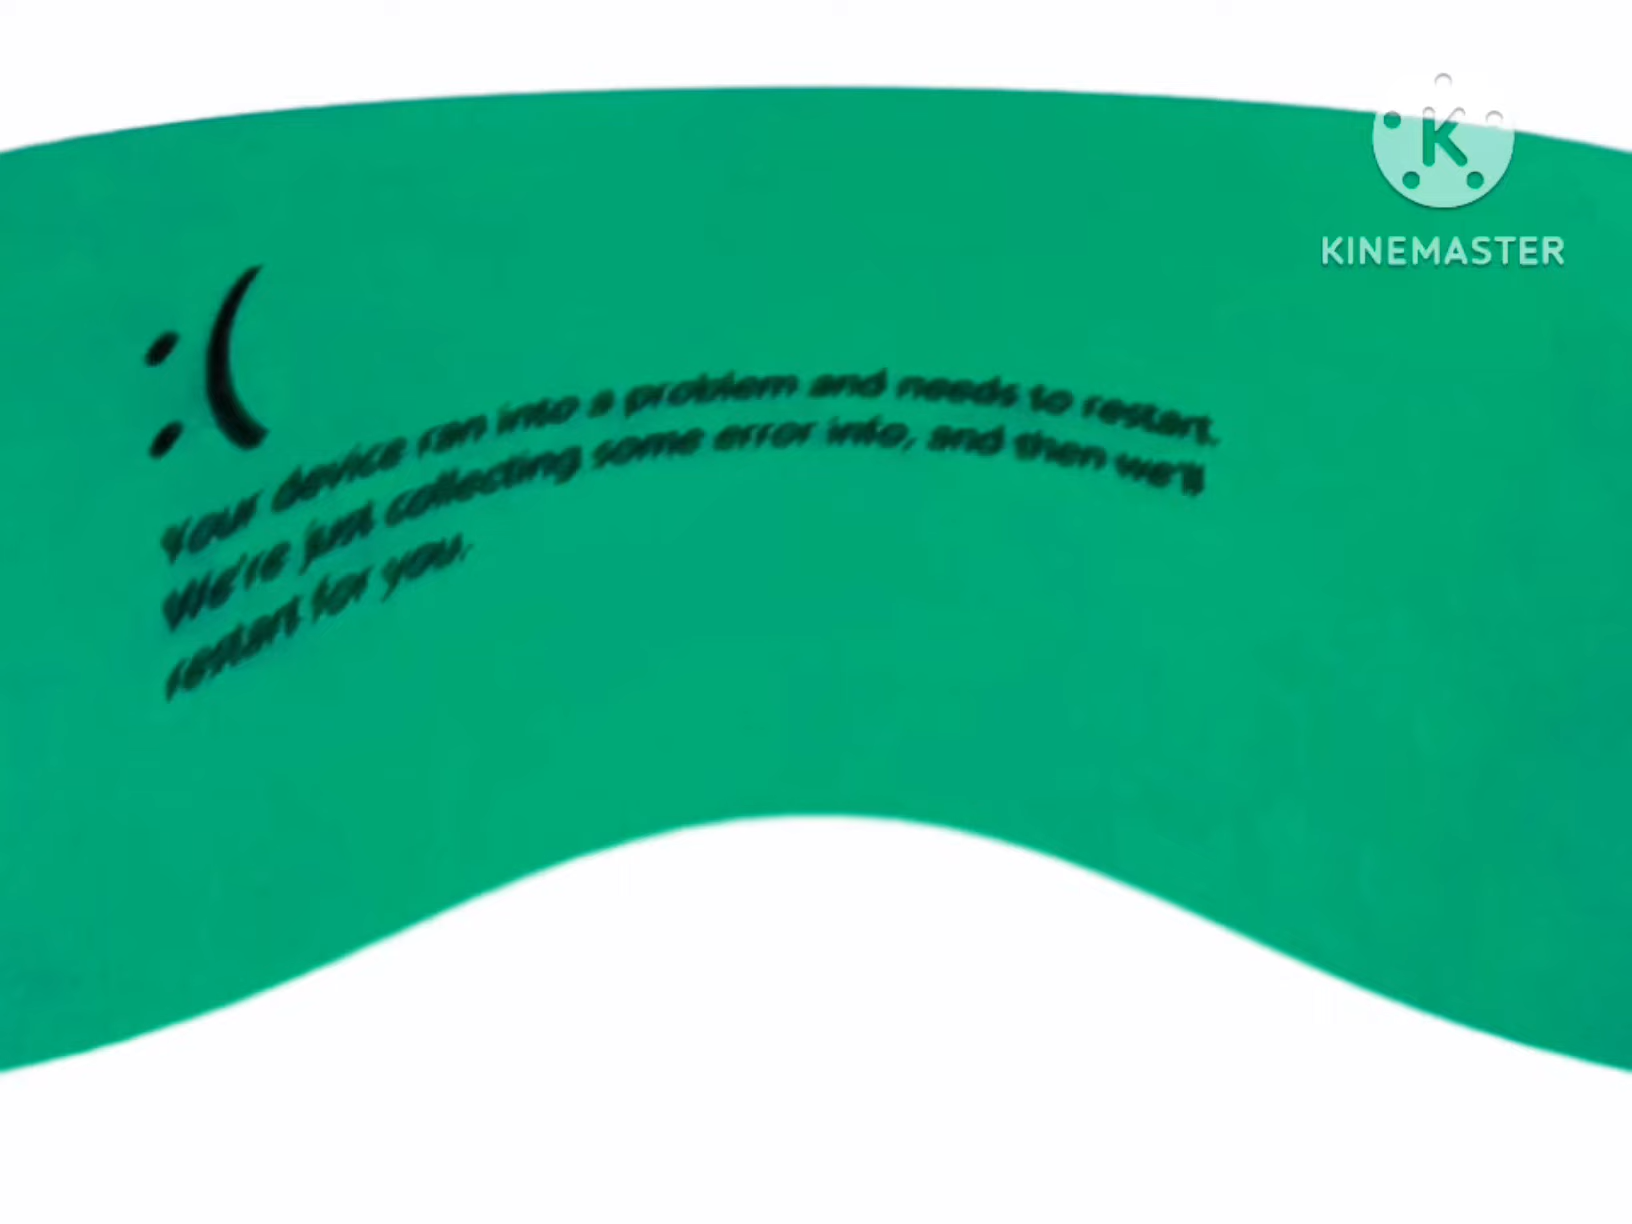 K
KINEMASTER
:(
Your device ran into a problem and needs to restart.
We're just collecting some error info, and then we'll
restart for you.